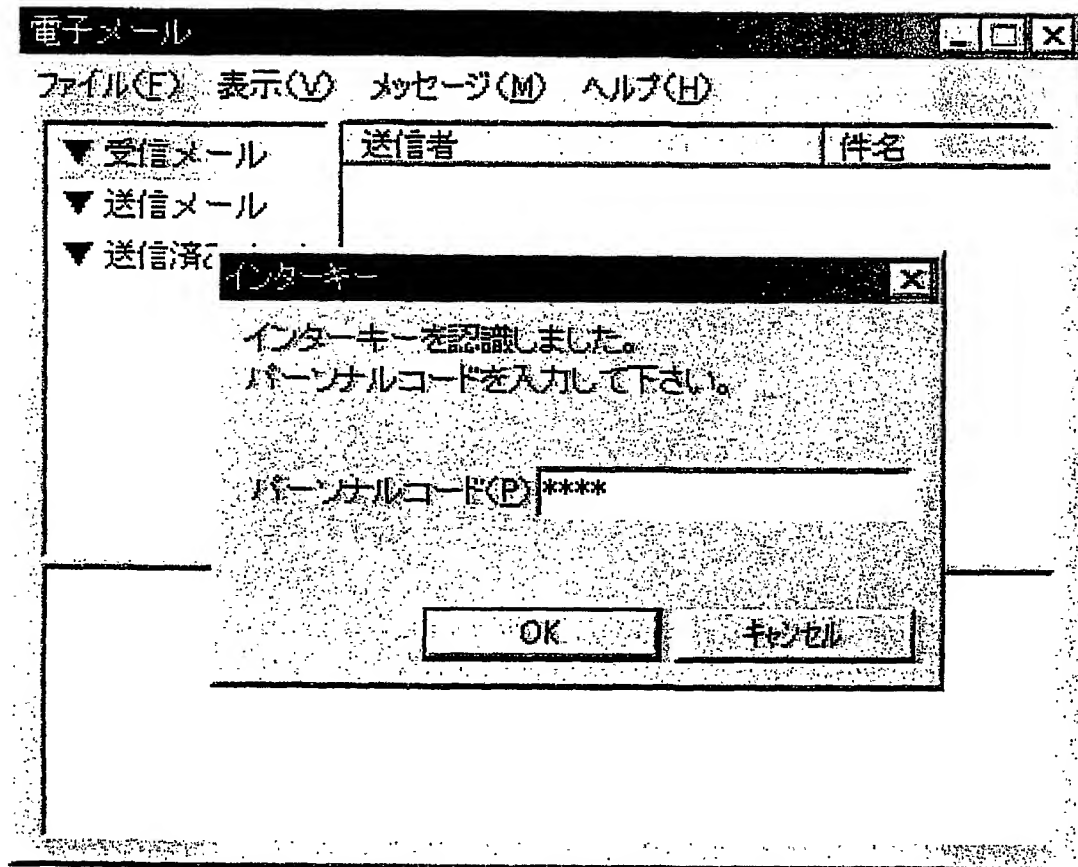 電子メール
ファイル(F) 表示(V) メッセージ(M) ヘルプ(H)
▼ 受信メール
送信者 件名
▼ 送信メール
▼ 送信済
インターキー
インターキーを認識しました。
パーソナルコードを入力して下さい。
パーソナルコード(P) ****
OK キャンセル